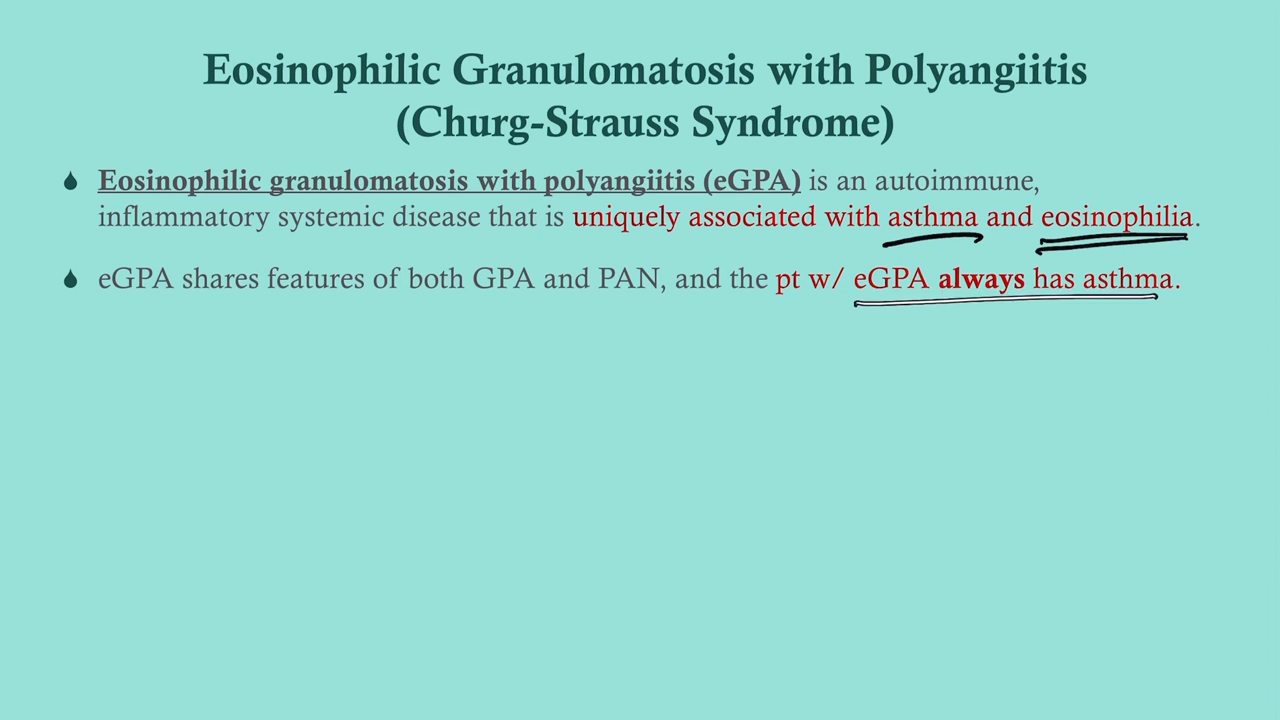 Eosinophilic Granulomatosis with Polyangiitis
(Churg-Strauss Syndrome)
Eosinophilic granulomatosis with polyangiitis (eGPA) is an autoimmune,
inflammatory systemic disease that is uniquely associated with asthma and eosinophilia.
eGPA shares features of both GPA and PAN, and the pt w/ eGPA always has asthma.